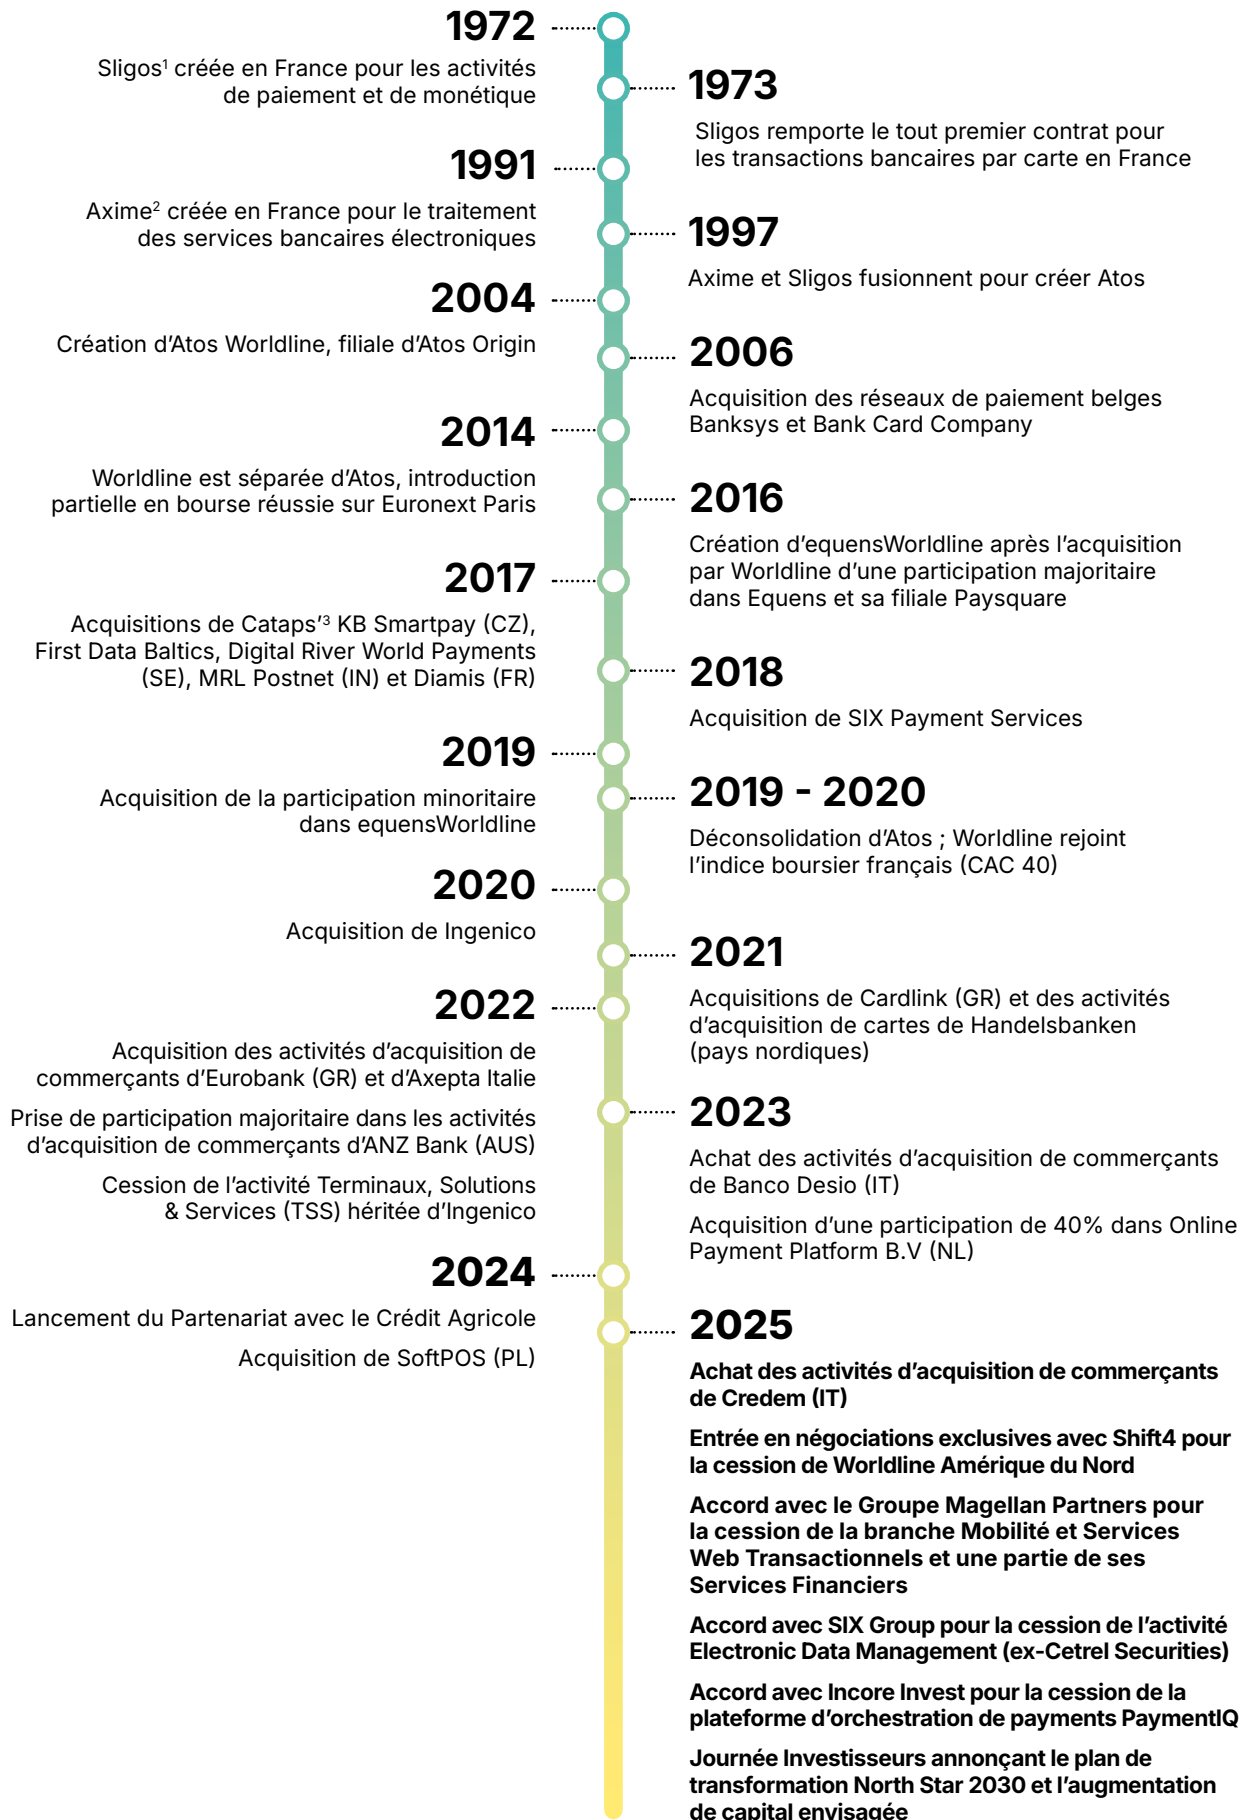 1972
Sligos¹ créée en France pour les activités
de paiement et de monétique
1973
Sligos remporte le tout premier contrat pour
les transactions bancaires par carte en France
1991
Axime² créée en France pour le traitement
des services bancaires électroniques
1997
Axime et Sligos fusionnent pour créer Atos
2004
Création d’Atos Worldline, filiale d’Atos Origin
2006
Acquisition des réseaux de paiement belges
Banksys et Bank Card Company
2014
Worldline est séparée d’Atos, introduction
partielle en bourse réussie sur Euronext Paris
2016
Création d’equensWorldline après l’acquisition
par Worldline d’une participation majoritaire
dans Equens et sa filiale Paysquare
2017
Acquisitions de Cataps’³ KB Smartpay (CZ),
First Data Baltics, Digital River World Payments
(SE), MRL Postnet (IN) et Diamis (FR)
2018
Acquisition de SIX Payment Services
2019
Acquisition de la participation minoritaire
dans equensWorldline
2019 - 2020
Déconsolidation d’Atos ; Worldline rejoint
l’indice boursier français (CAC 40)
2020
Acquisition de Ingenico
2021
Acquisitions de Cardlink (GR) et des activités
d’acquisition de cartes de Handelsbanken
(pays nordiques)
2022
Acquisition des activités d’acquisition de
commerçants d’Eurobank (GR) et d’Axepta Italie
Prise de participation majoritaire dans les activités
d’acquisition de commerçants d’ANZ Bank (AUS)
Cession de l’activité Terminaux, Solutions
& Services (TSS) héritée d’Ingenico
2023
Achat des activités d’acquisition de commerçants
de Banco Desio (IT)
Acquisition d’une participation de 40% dans Online
Payment Platform B.V (NL)
2024
Lancement du Partenariat avec le Crédit Agricole
Acquisition de SoftPOS (PL)
2025
Achat des activités d’acquisition de commerçants
de Credem (IT)
Entrée en négociations exclusives avec Shift4 pour
la cession de Worldline Amérique du Nord
Accord avec le Groupe Magellan Partners pour
la cession de la branche Mobilité et Services
Web Transactionnels et une partie de ses
Services Financiers
Accord avec SIX Group pour la cession de l’activité
Electronic Data Management (ex-Cetrel Securities)
Accord avec Incore Invest pour la cession de la
plateforme d’orchestration de payments PaymentIQ
Journée Investisseurs annonçant le plan de
transformation North Star 2030 et l’augmentation
de capital envisagée